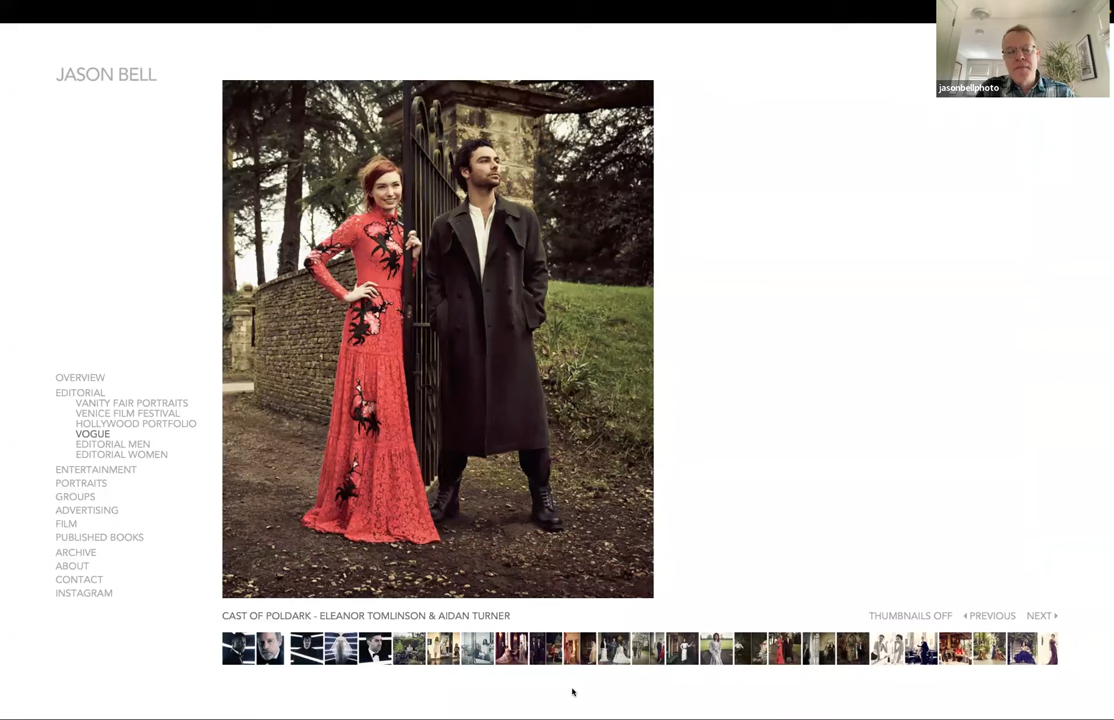 JASON BELL
jasonbellphoto
OVERVIEW
EDITORIAL
VANITY FAIR PORTRAITS
VENICE FILM FESTIVAL
HOLLYWOOD PORTFOLIO
VOGUE
EDITORIAL MEN
EDITORIAL WOMEN
ENTERTAINMENT
PORTRAITS
GROUPS
ADVERTISING
FILM
PUBLISHED BOOKS
ARCHIVE
ABOUT
CONTACT
INSTAGRAM
CAST OF POLDARK - ELEANOR TOMLINSON & AIDAN TURNER
THUMBNAILS OFF PREVIOUS NEXT